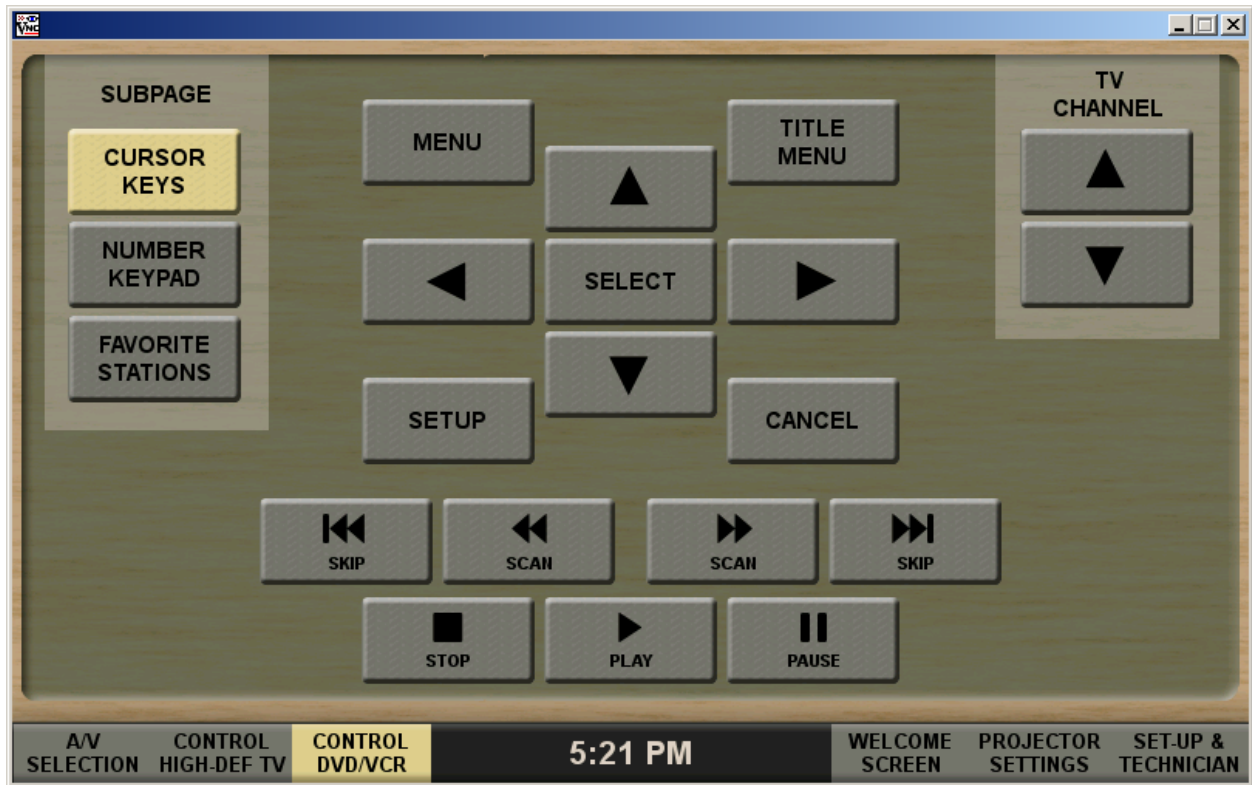 VNC
SUBPAGE
CURSOR
KEYS
NUMBER
KEYPAD
FAVORITE
STATIONS
MENU
TITLE
MENU
SELECT
SETUP
CANCEL
TV
CHANNEL
SKIP
SCAN
SCAN
SKIP
STOP
PLAY
PAUSE
A/V
SELECTION
CONTROL
HIGH-DEF TV
CONTROL
DVD/VCR
5:21 PM
WELCOME
SCREEN
PROJECTOR
SETTINGS
SET-UP &
TECHNICIAN